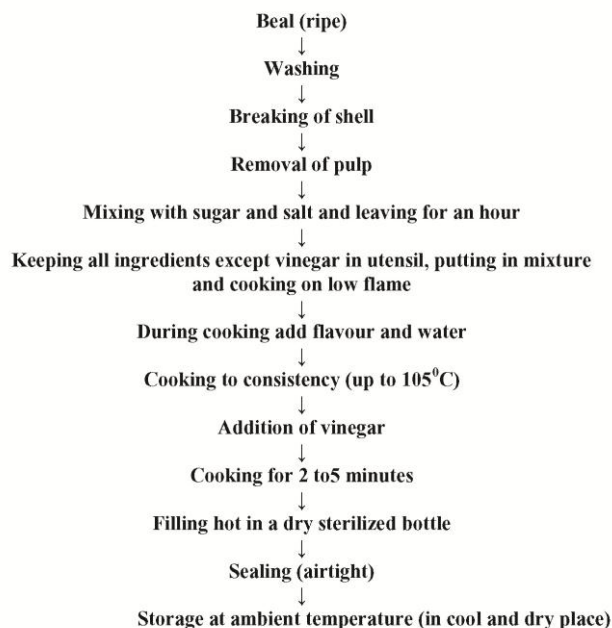 Beal (ripe)
↓
Washing
↓
Breaking of shell
↓
Removal of pulp
↓
Mixing with sugar and salt and leaving for an hour
↓
Keeping all ingredients except vinegar in utensil, putting in mixture
and cooking on low flame
↓
During cooking add flavour and water
↓
Cooking to consistency (up to 105⁰C)
↓
Addition of vinegar
↓
Cooking for 2 to5 minutes
↓
Filling hot in a dry sterilized bottle
↓
Sealing (airtight)
↓
Storage at ambient temperature (in cool and dry place)